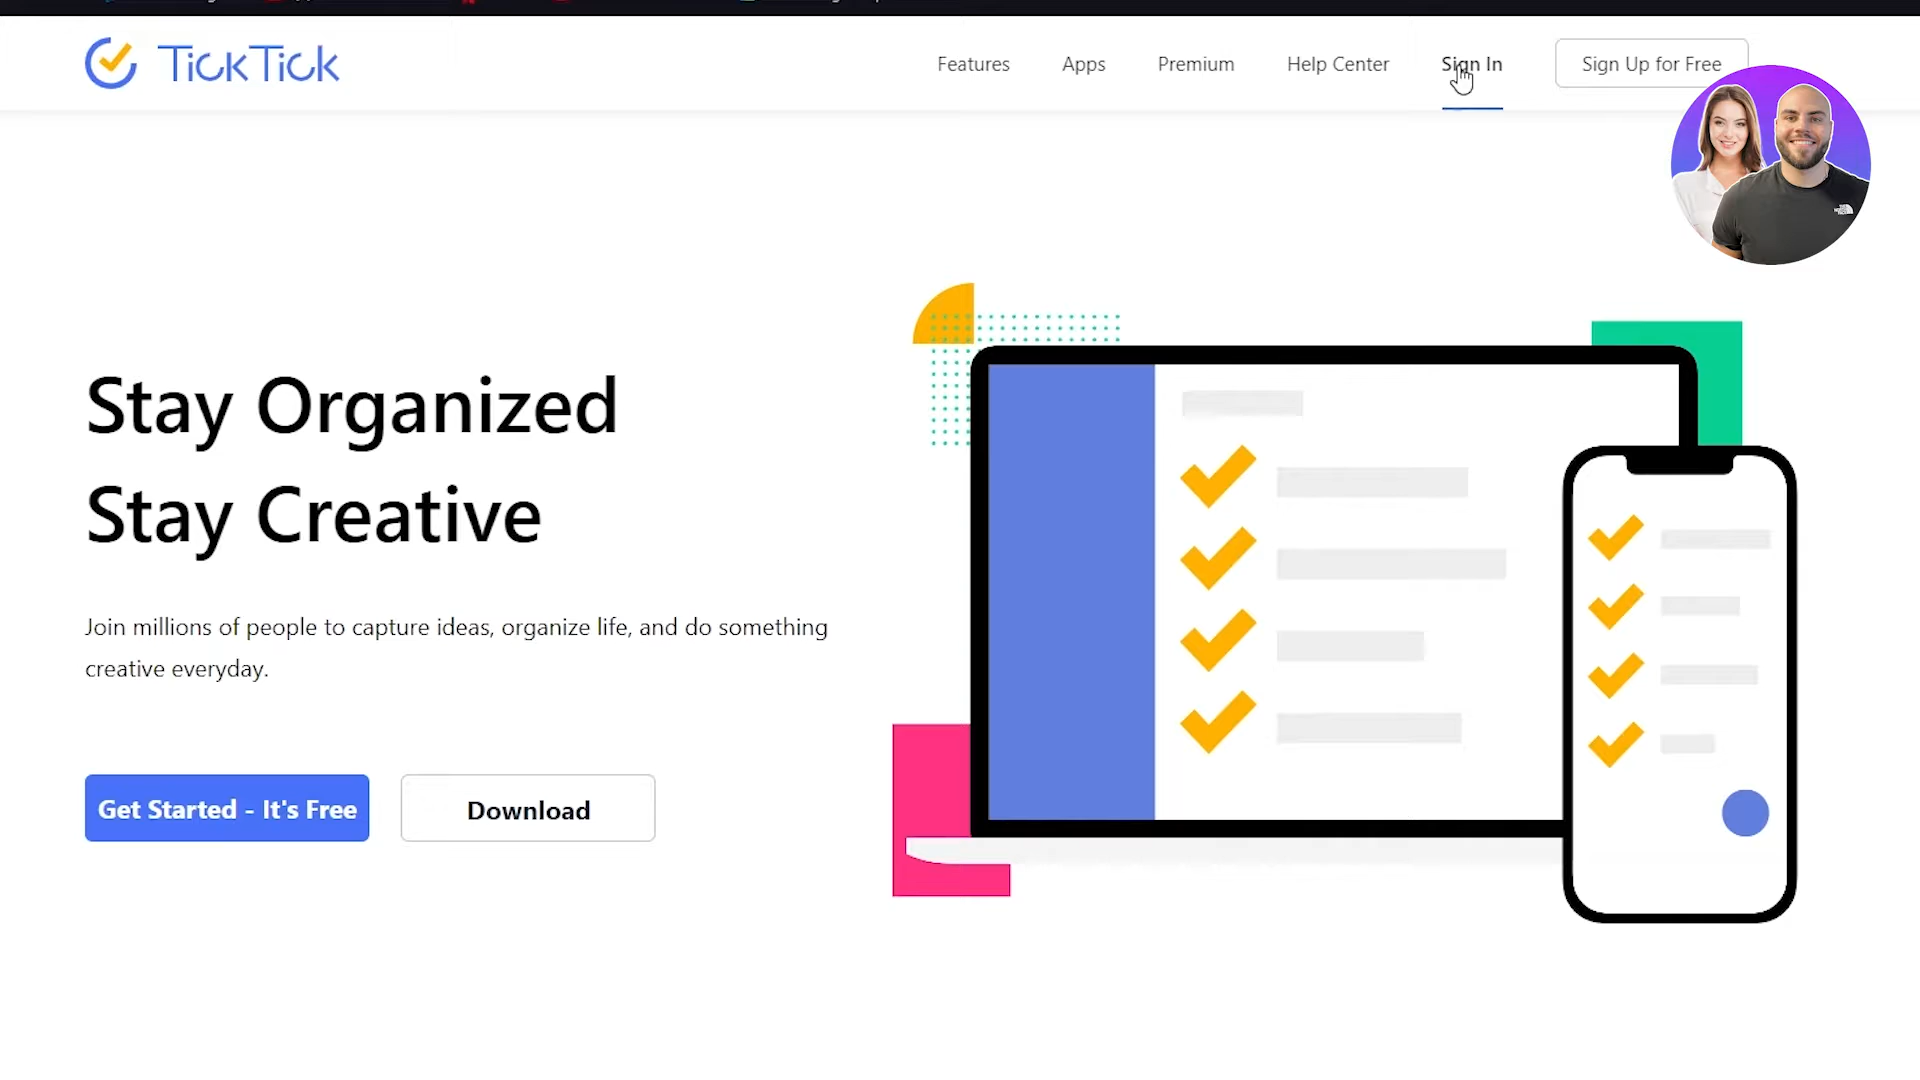 TickTick
Features
Apps
Premium
Help Center
Sign In
Sign Up for Free
Stay Organized
Stay Creative
Join millions of people to capture ideas, organize life, and do something
creative everyday.
Get Started - It's Free
Download